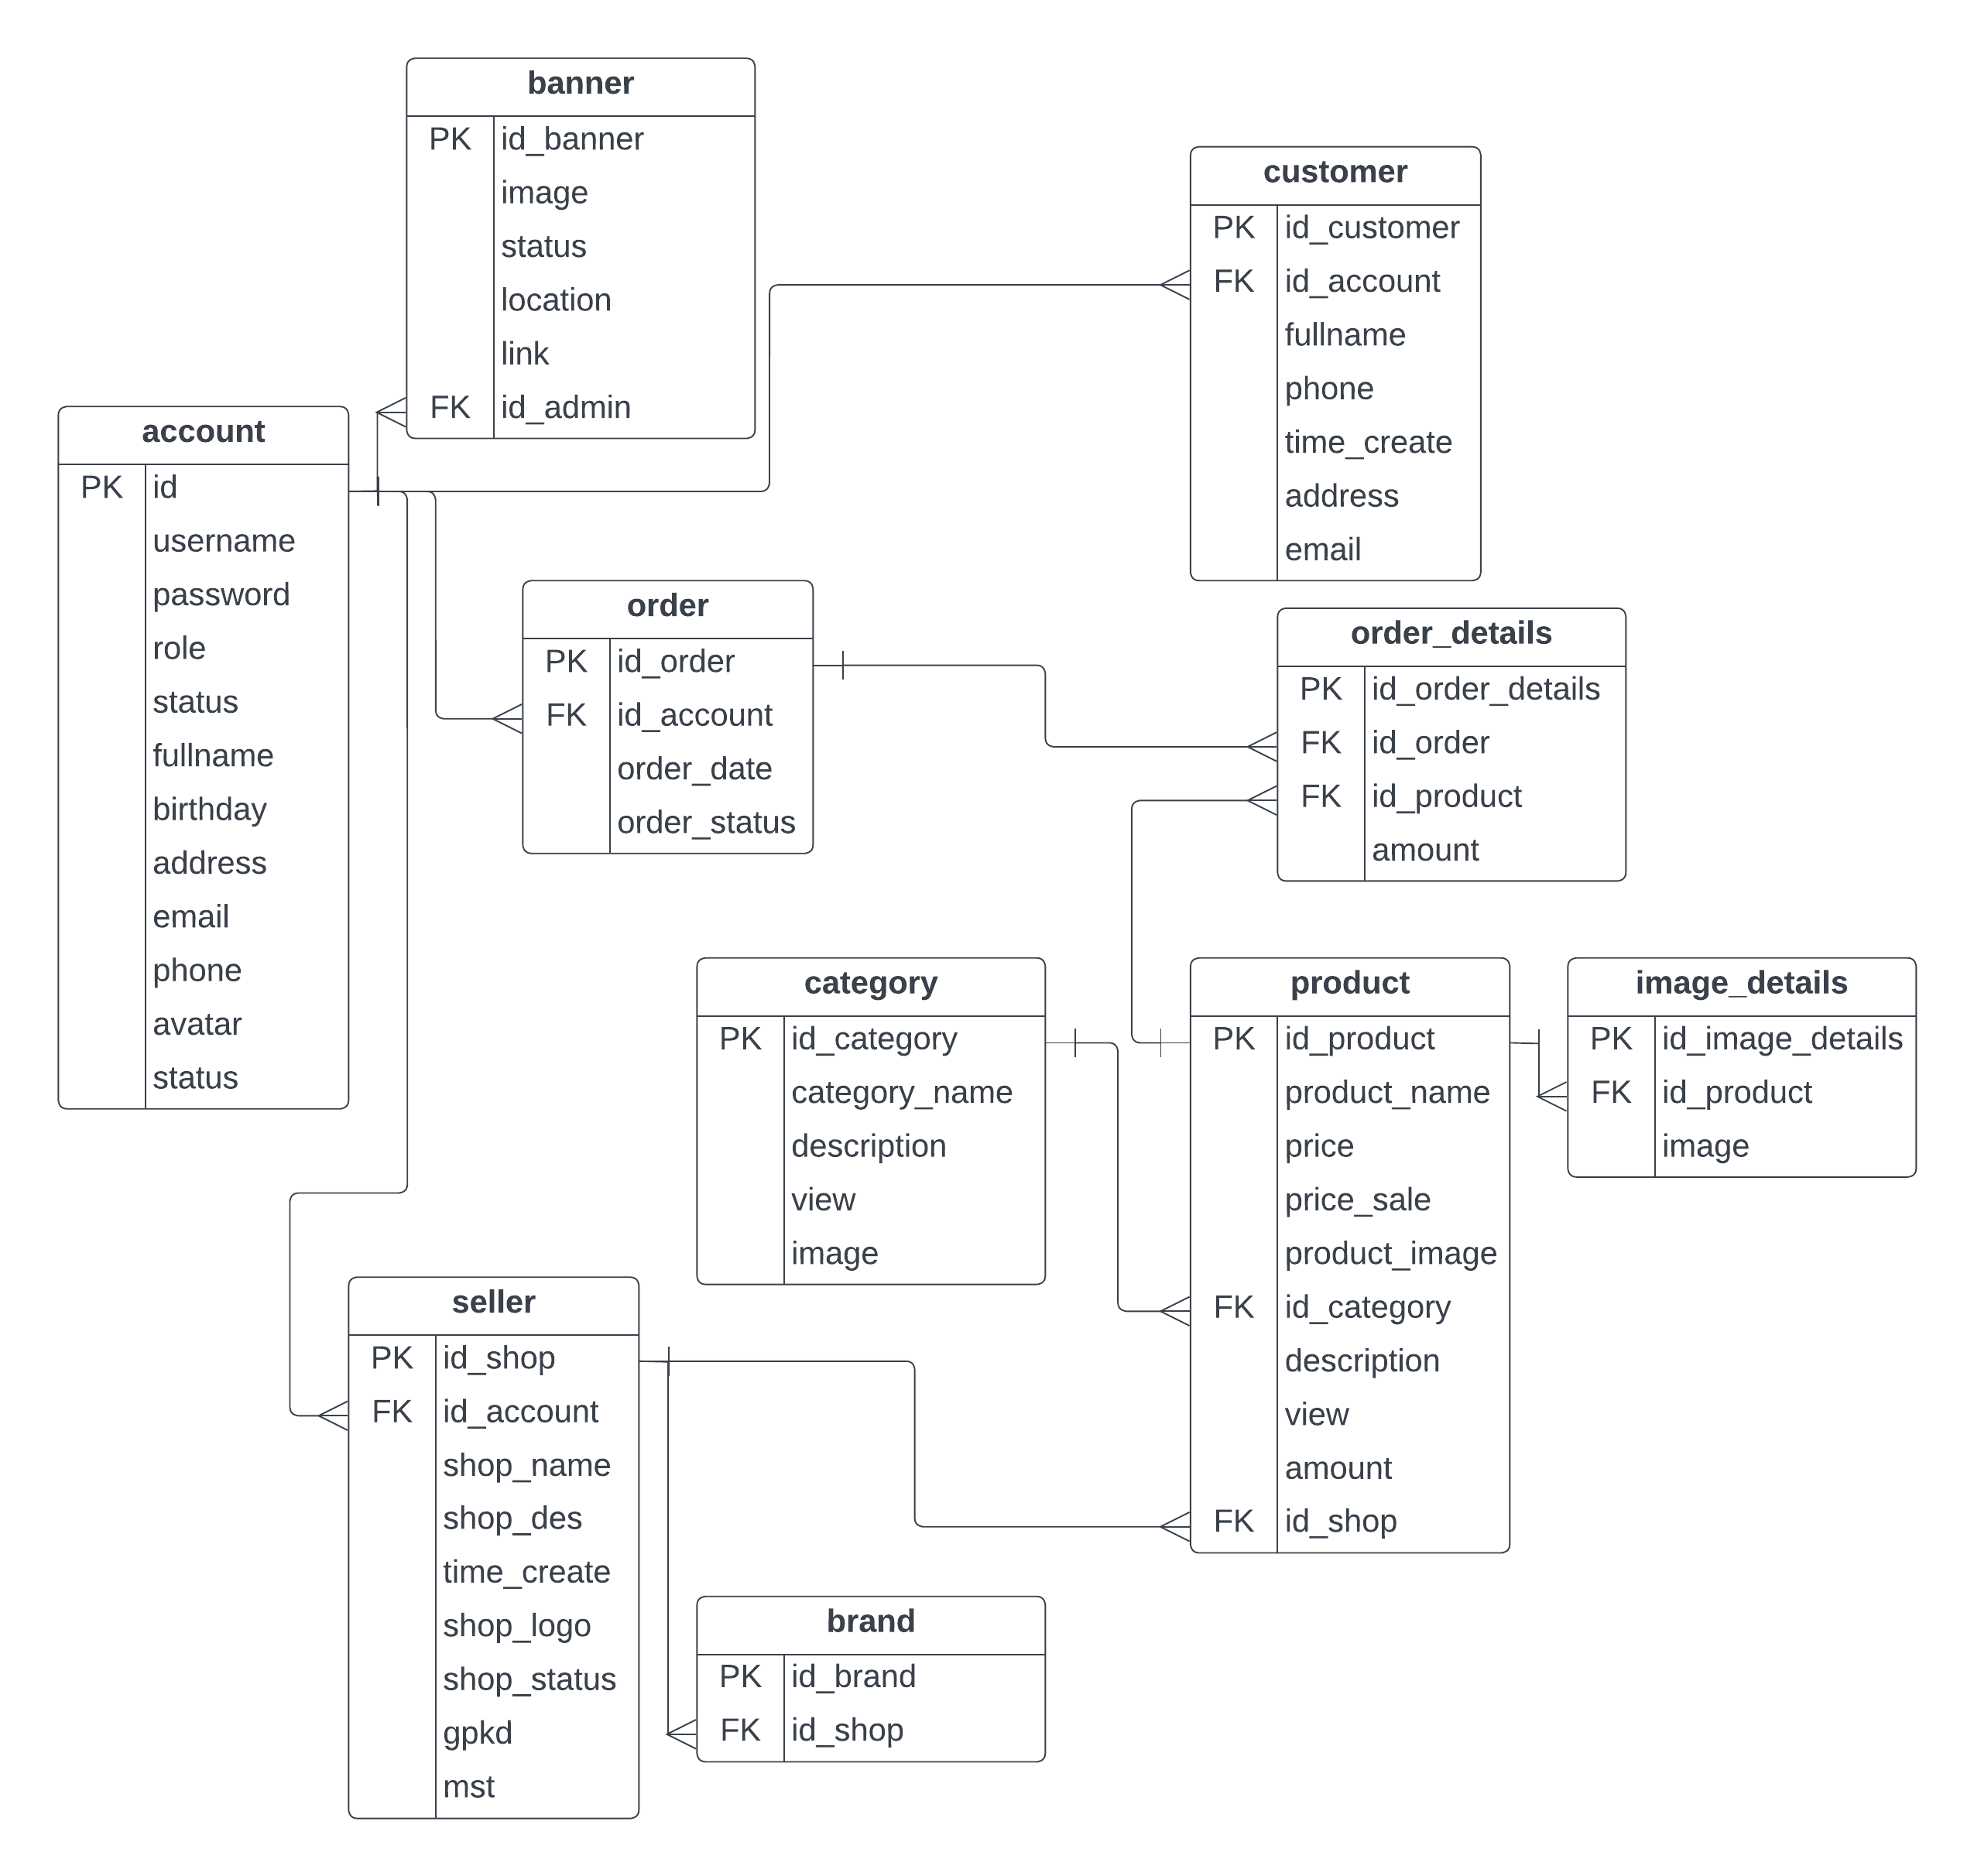 banner
PK id_banner
image
status
location
link
FK id_admin
customer
PK id_customer
FK id_account
fullname
phone
time_create
address
email
account
PK id
username
password
role
status
fullname
birthday
address
email
phone
avatar
status
order
PK id_order
FK id_account
order_date
order_status
order_details
PK id_order_details
FK id_order
FK id_product
amount
category
PK id_category
category_name
description
view
image
product
PK id_product
product_name
price
price_sale
product_image
FK id_category
description
view
amount
FK id_shop
image_details
PK id_image_details
FK id_product
image
seller
PK id_shop
FK id_account
shop_name
shop_des
time_create
shop_logo
shop_status
gpkd
mst
brand
PK id_brand
FK id_shop